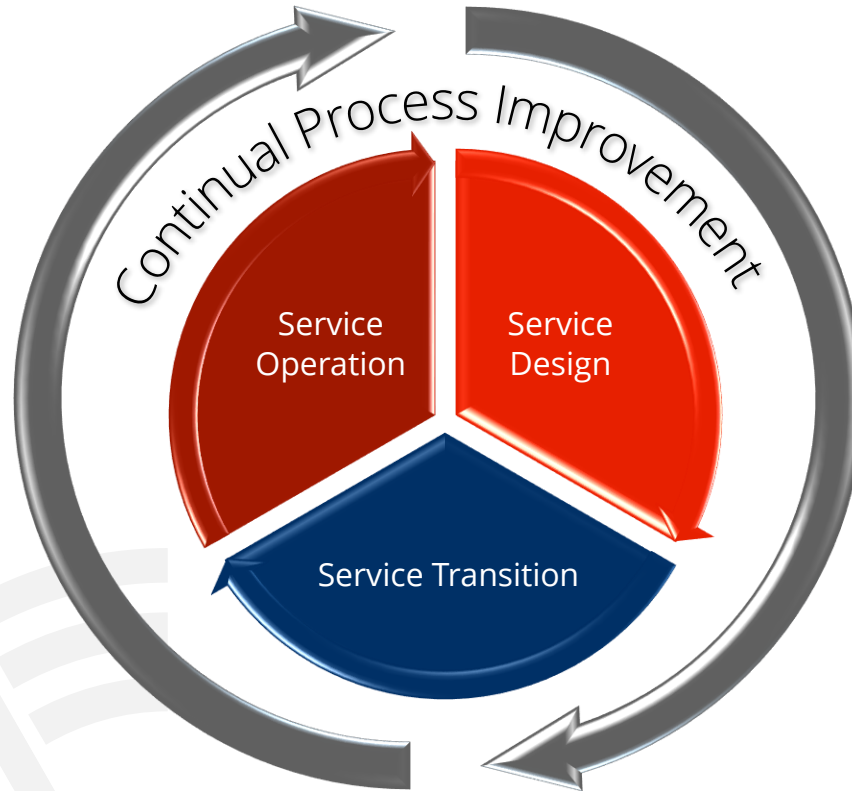 Continual Process Improvement
Service
Operation
Service
Design
Service Transition